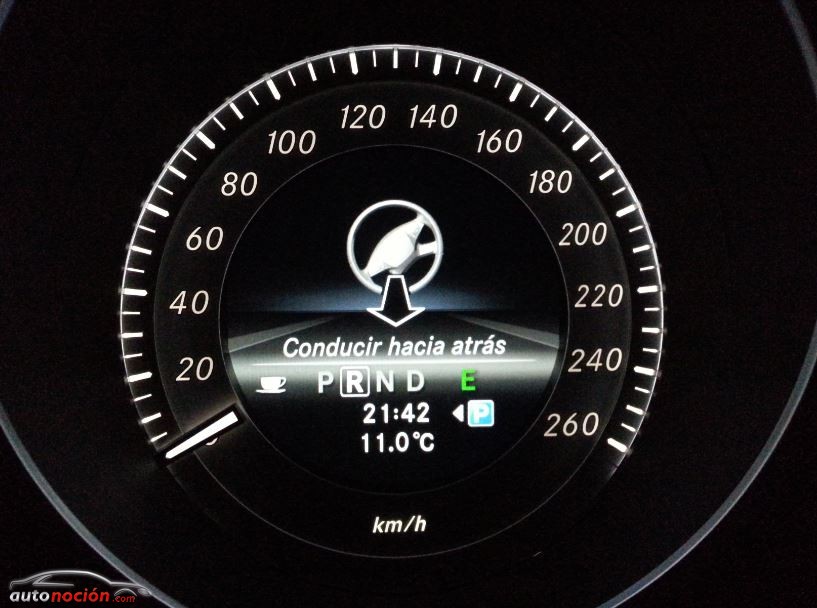 20
40
60
80
100
120
140
160
180
200
220
240
260
Conducir hacia atrás
P R N D E
21:42 P
11.0°C
km/h
autonoción.com